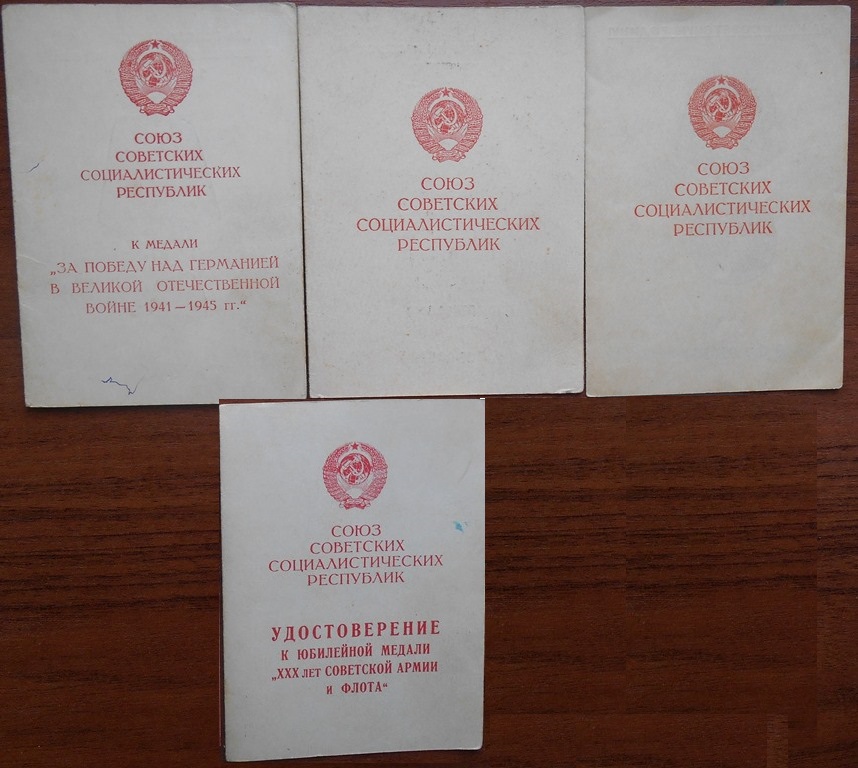 СОЮЗ
СОВЕТСКИХ
СОЦИАЛИСТИЧЕСКИХ
РЕСПУБЛИК
К МЕДАЛИ
„ЗА ПОБЕДУ НАД ГЕРМАНИЕЙ
В ВЕЛИКОЙ ОТЕЧЕСТВЕННОЙ
ВОЙНЕ 1941—1945 гг.“
СОЮЗ
СОВЕТСКИХ
СОЦИАЛИСТИЧЕСКИХ
РЕСПУБЛИК
СОЮЗ
СОВЕТСКИХ
СОЦИАЛИСТИЧЕСКИХ
РЕСПУБЛИК
СОЮЗ
СОВЕТСКИХ
СОЦИАЛИСТИЧЕСКИХ
РЕСПУБЛИК
УДОСТОВЕРЕНИЕ
К ЮБИЛЕЙНОЙ МЕДАЛИ
„XXX ЛЕТ СОВЕТСКОЙ АРМИИ
И ФЛОТА“